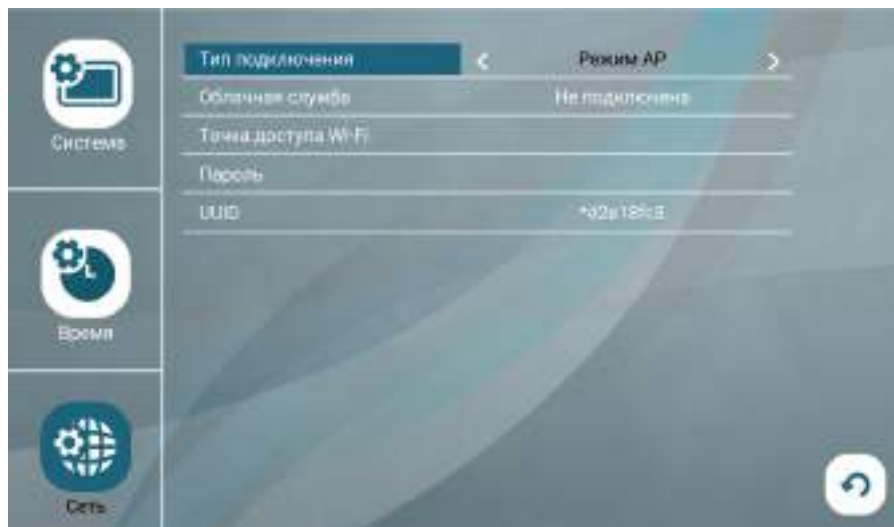 Тип подключения
Режим AP
Облачная служба
Не подключена
Точка доступа Wi-Fi
Пароль
UUID
Система
Время
Сеть